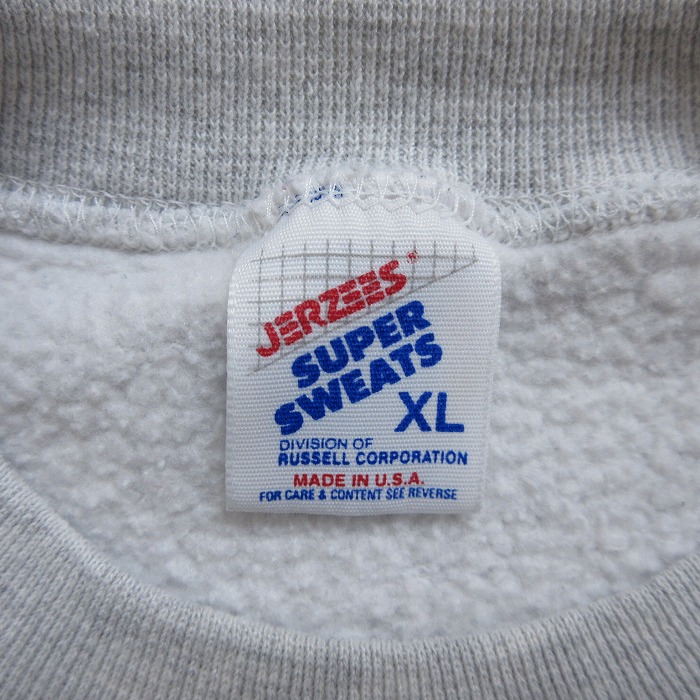 JERZEES®
SUPER
SWEATS
XL
DIVISION OF
RUSSELL CORPORATION
MADE IN U.S.A.
FOR CARE & CONTENT SEE REVERSE